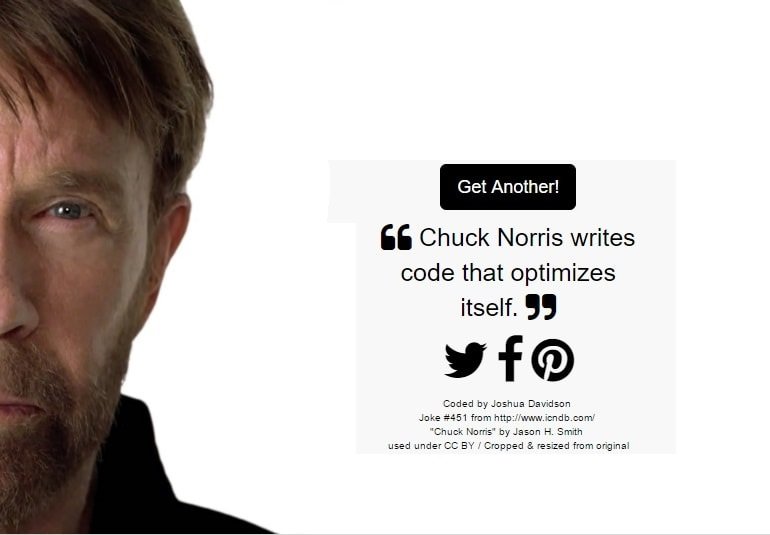 Get Another!
Chuck Norris writes
code that optimizes
itself.
Coded by Joshua Davidson
Joke #451 from http://www.icndb.com/
"Chuck Norris" by Jason H. Smith
used under CC BY / Cropped & resized from original